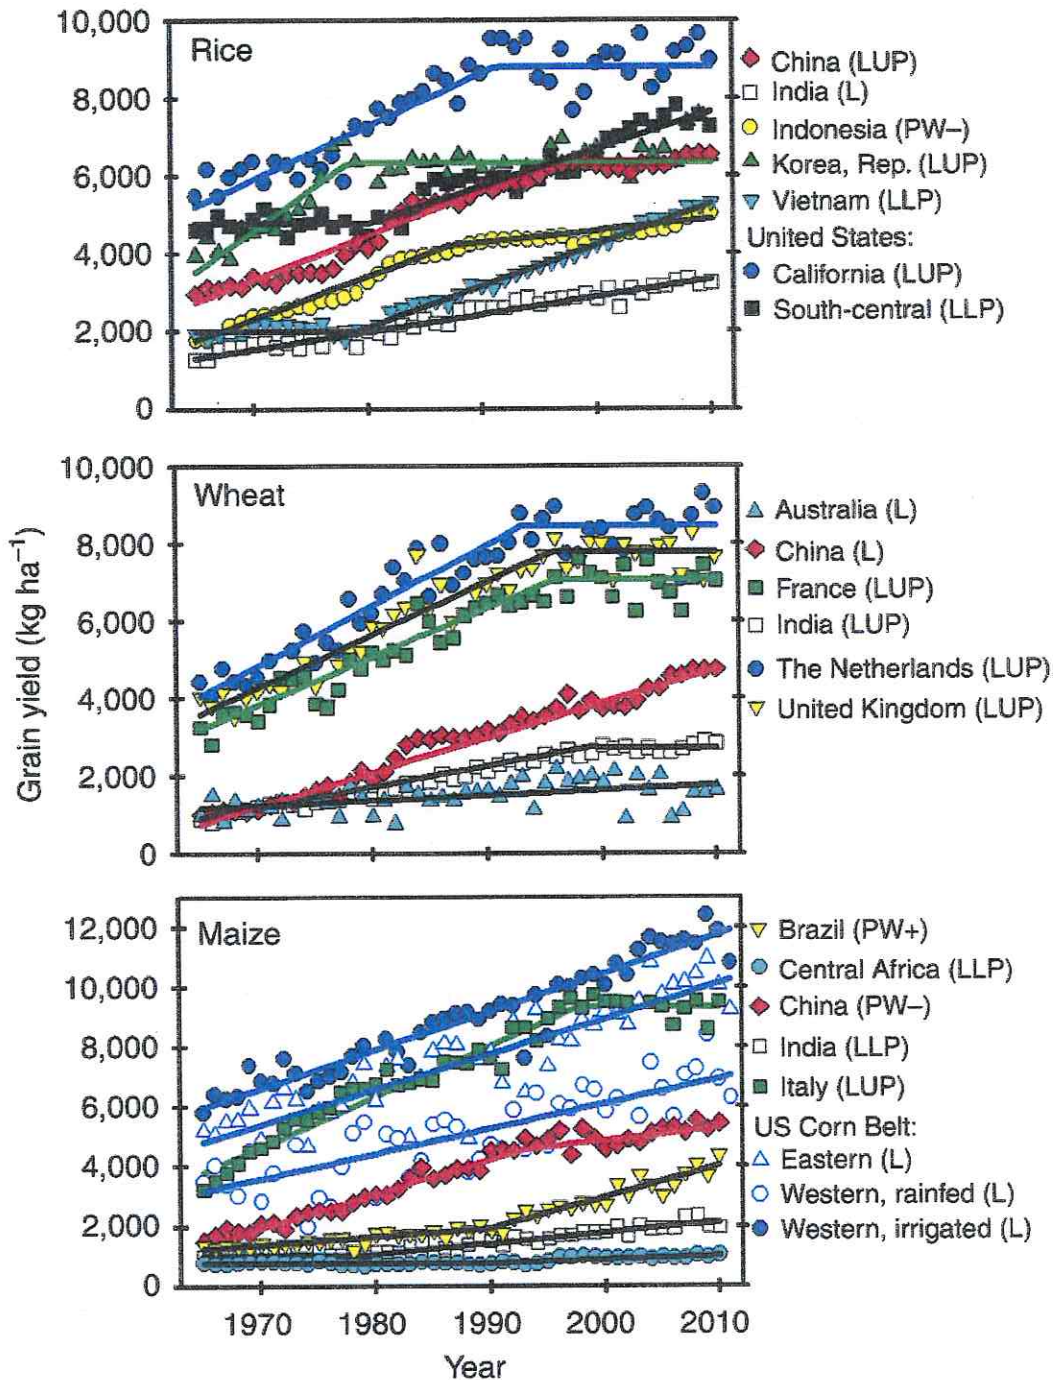 Grain yield (kg ha⁻¹)
10,000
8,000
6,000
4,000
2,000
0
Rice
China (LUP)
India (L)
Indonesia (PW–)
Korea, Rep. (LUP)
Vietnam (LLP)
United States:
California (LUP)
South-central (LLP)
10,000
8,000
6,000
4,000
2,000
0
Wheat
Australia (L)
China (L)
France (LUP)
India (LUP)
The Netherlands (LUP)
United Kingdom (LUP)
12,000
10,000
8,000
6,000
4,000
2,000
0
Maize
Brazil (PW+)
Central Africa (LLP)
China (PW–)
India (LLP)
Italy (LUP)
US Corn Belt:
Eastern (L)
Western, rainfed (L)
Western, irrigated (L)
1970 1980 1990 2000 2010
Year